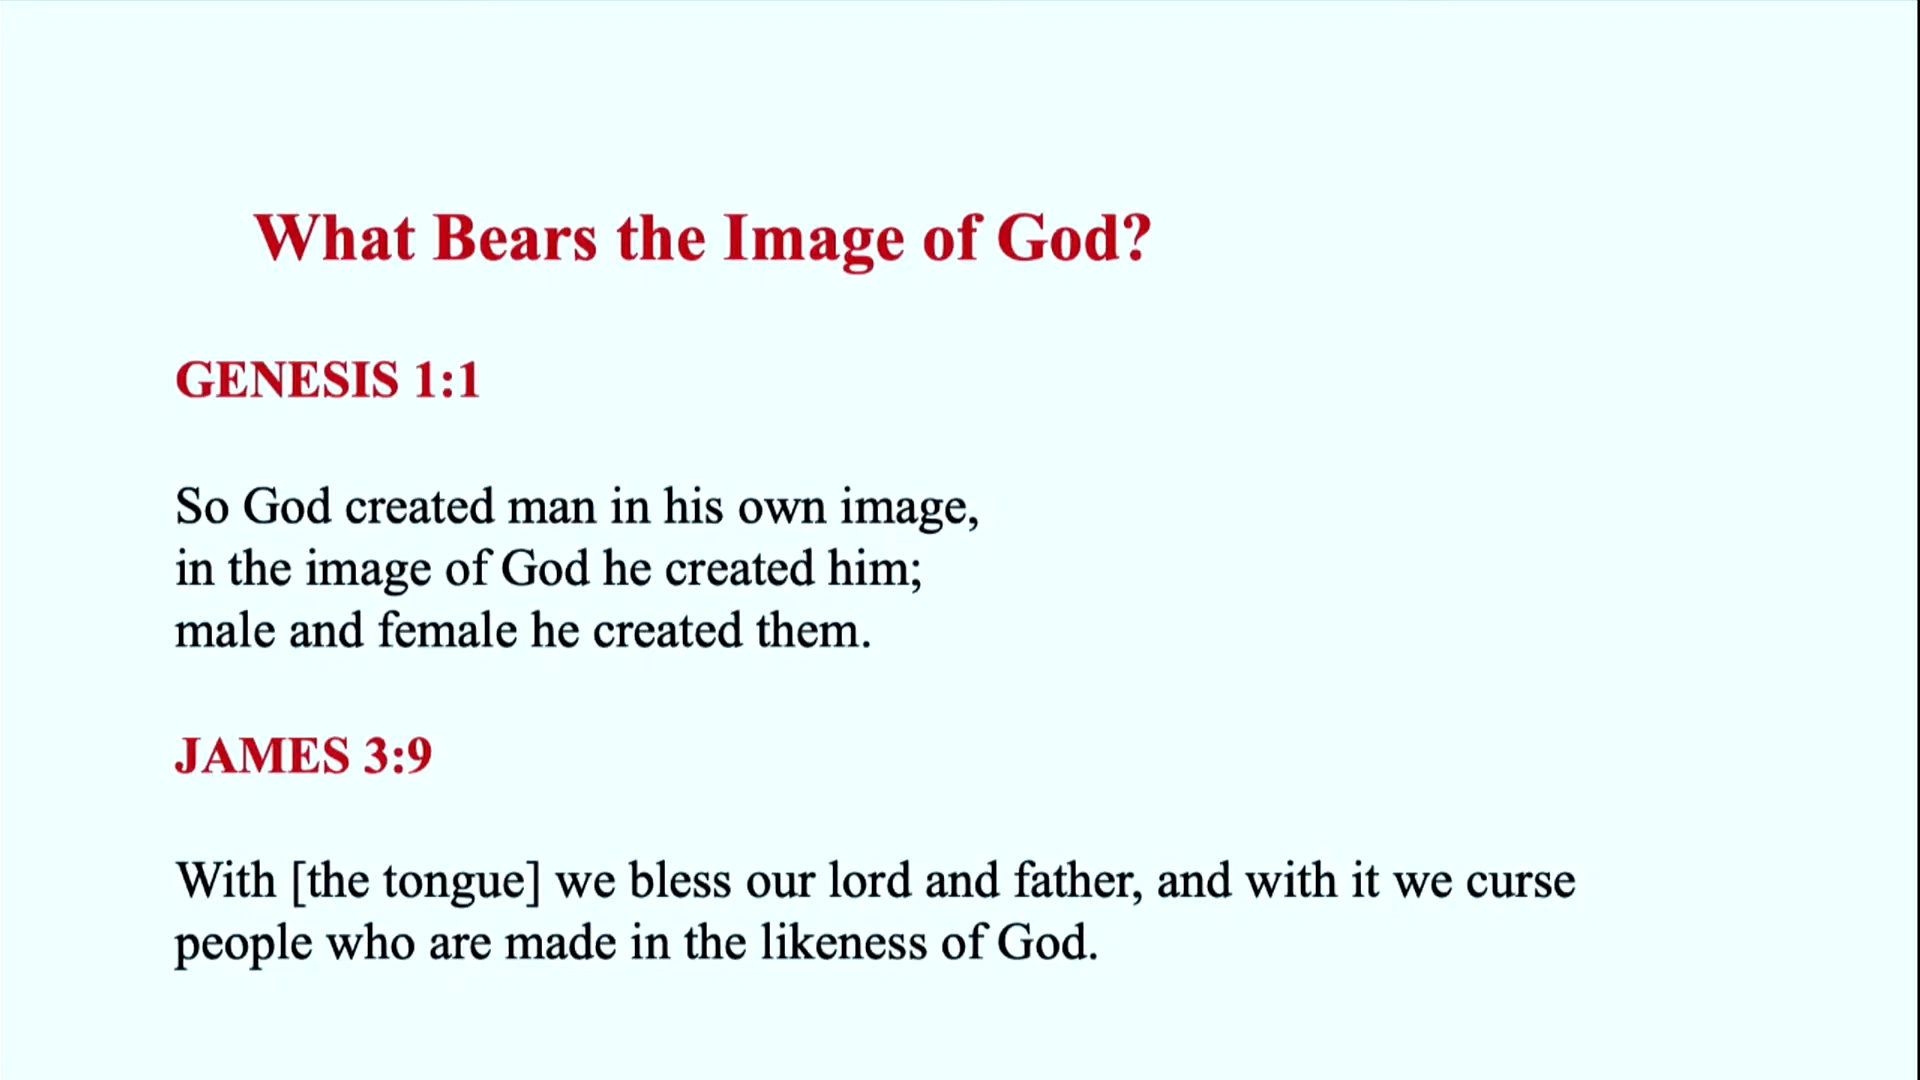 What Bears the Image of God?
GENESIS 1:1
So God created man in his own image,
in the image of God he created him;
male and female he created them.
JAMES 3:9
With [the tongue] we bless our lord and father, and with it we curse
people who are made in the likeness of God.